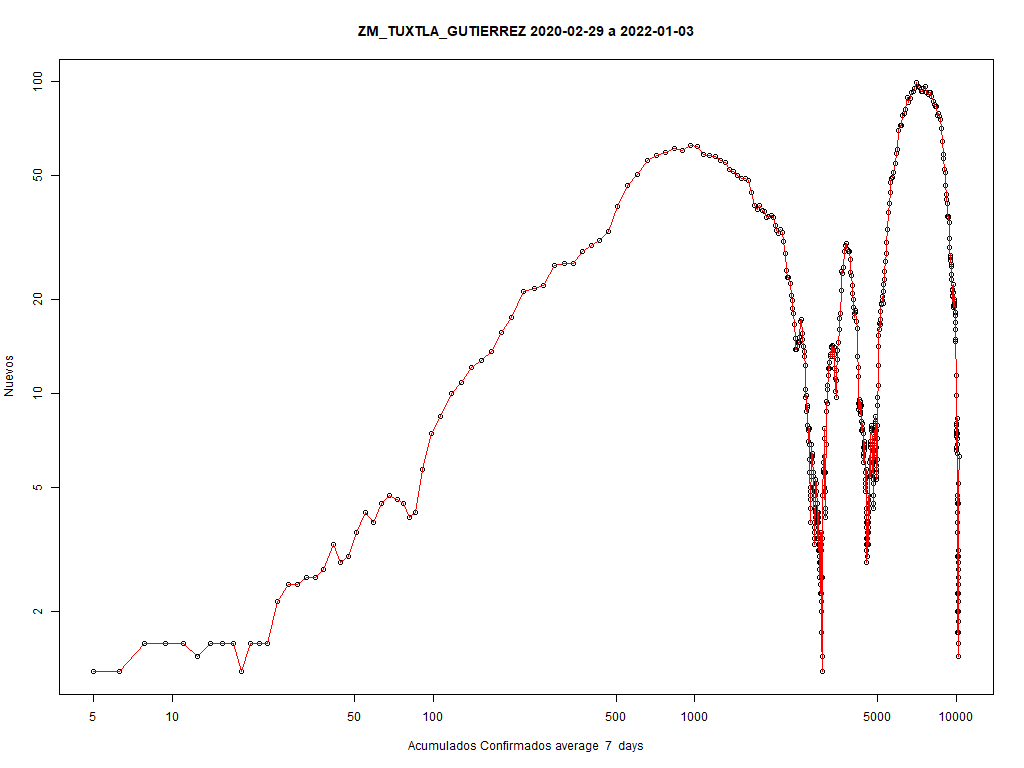 ZM_TUXTLA_GUTIERREZ 2020-02-29 a 2022-01-03
100
50
20
10
5
2
Nuevos
5 10 50 100 500 1000 5000 10000
Acumulados Confirmados average 7 days